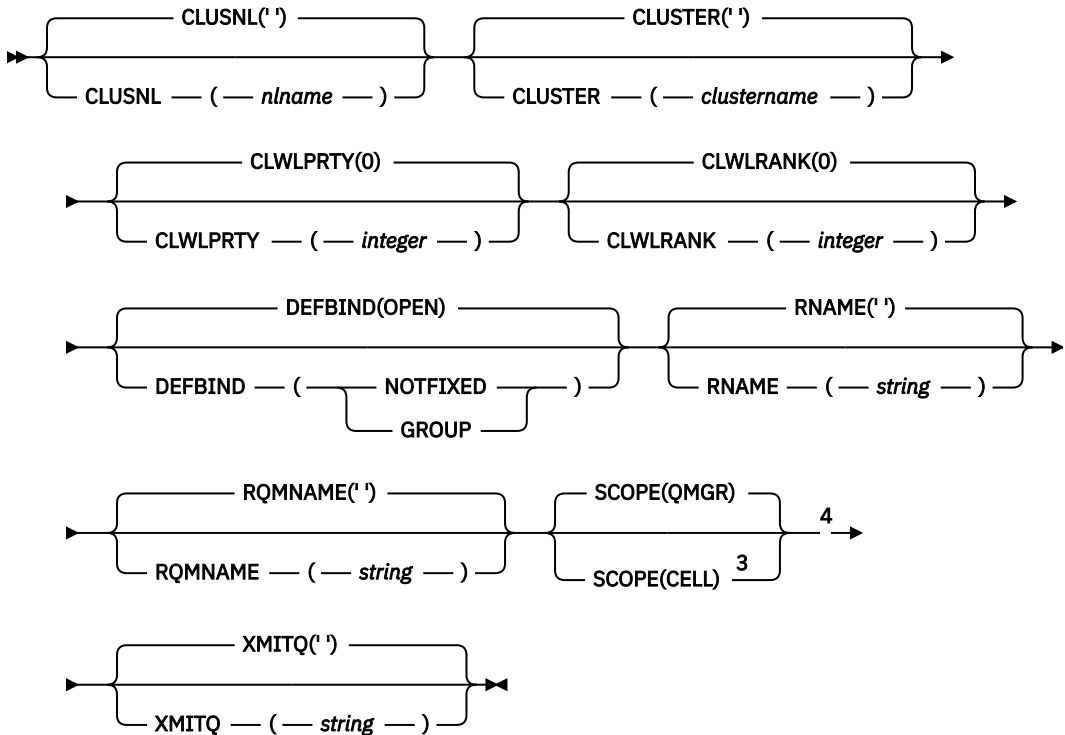 CLUSNL(' ') CLUSTER(' ')
CLUSNL ( nlname ) CLUSTER ( clustername )
CLWLPRTY(0) CLWLRANK(0)
CLWLPRTY ( integer ) CLWLRANK ( integer )
DEFBIND(OPEN) RNAME(' ')
DEFBIND ( NOTFIXED ) RNAME ( string )
GROUP
RQMNAME(' ') SCOPE(QMGR)
4
RQMNAME ( string ) SCOPE(CELL) 3
XMITQ(' ')
XMITQ ( string )